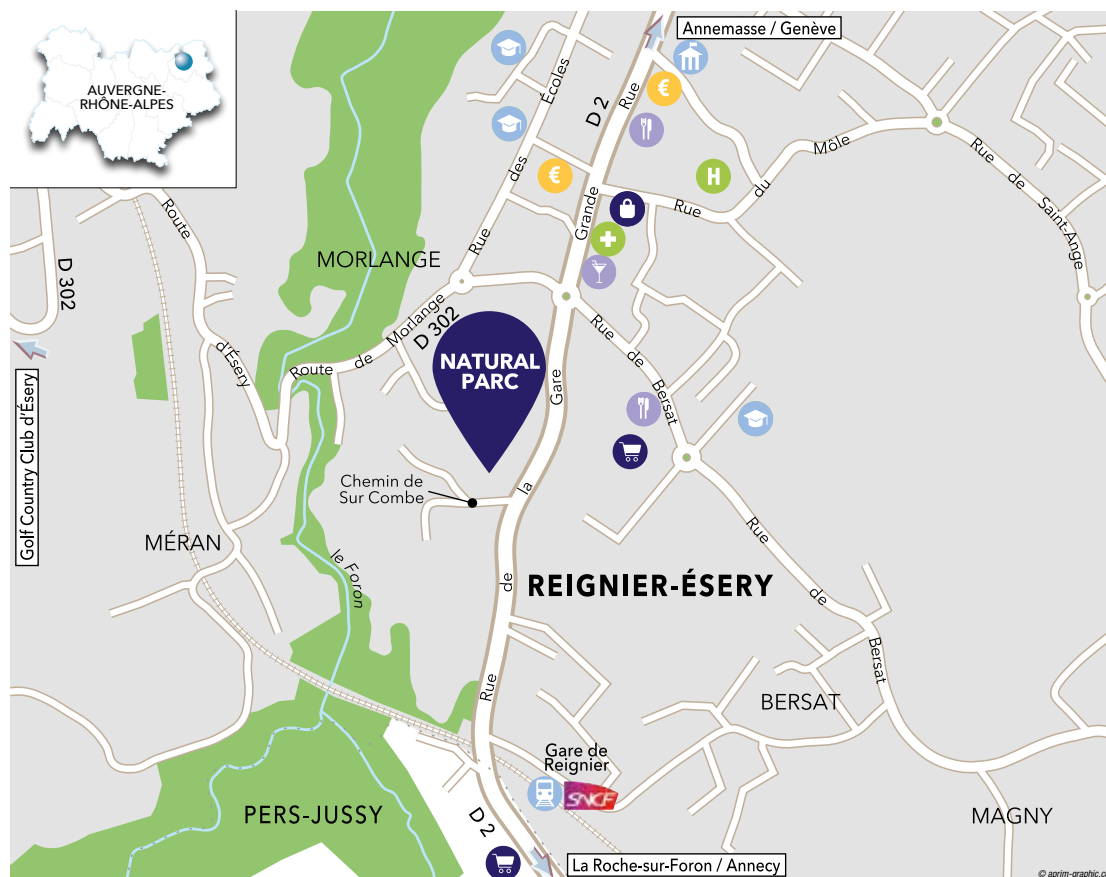 AUVERGNE-
RHÔNE-ALPES
Annemasse / Genève
D 2
Rue
Grande
Rue
des
Écoles
€
€
H
Rue
du
Môle
Rue
de
Saint-Ange
Route
d'Ésery
D 302
Golf Country Club d'Ésery
MORLANGE
Route
de
Morlange
D 302
NATURAL
PARC
Rue
de
Bersat
Gare
la
de
Rue
Chemin de
Sur Combe
MÉRAN
le Foron
REIGNIER-ÉSERY
Rue
de
Bersat
BERSAT
Gare de
Reignier
SNCF
PERS-JUSSY
D 2
MAGNY
La Roche-sur-Foron / Annecy